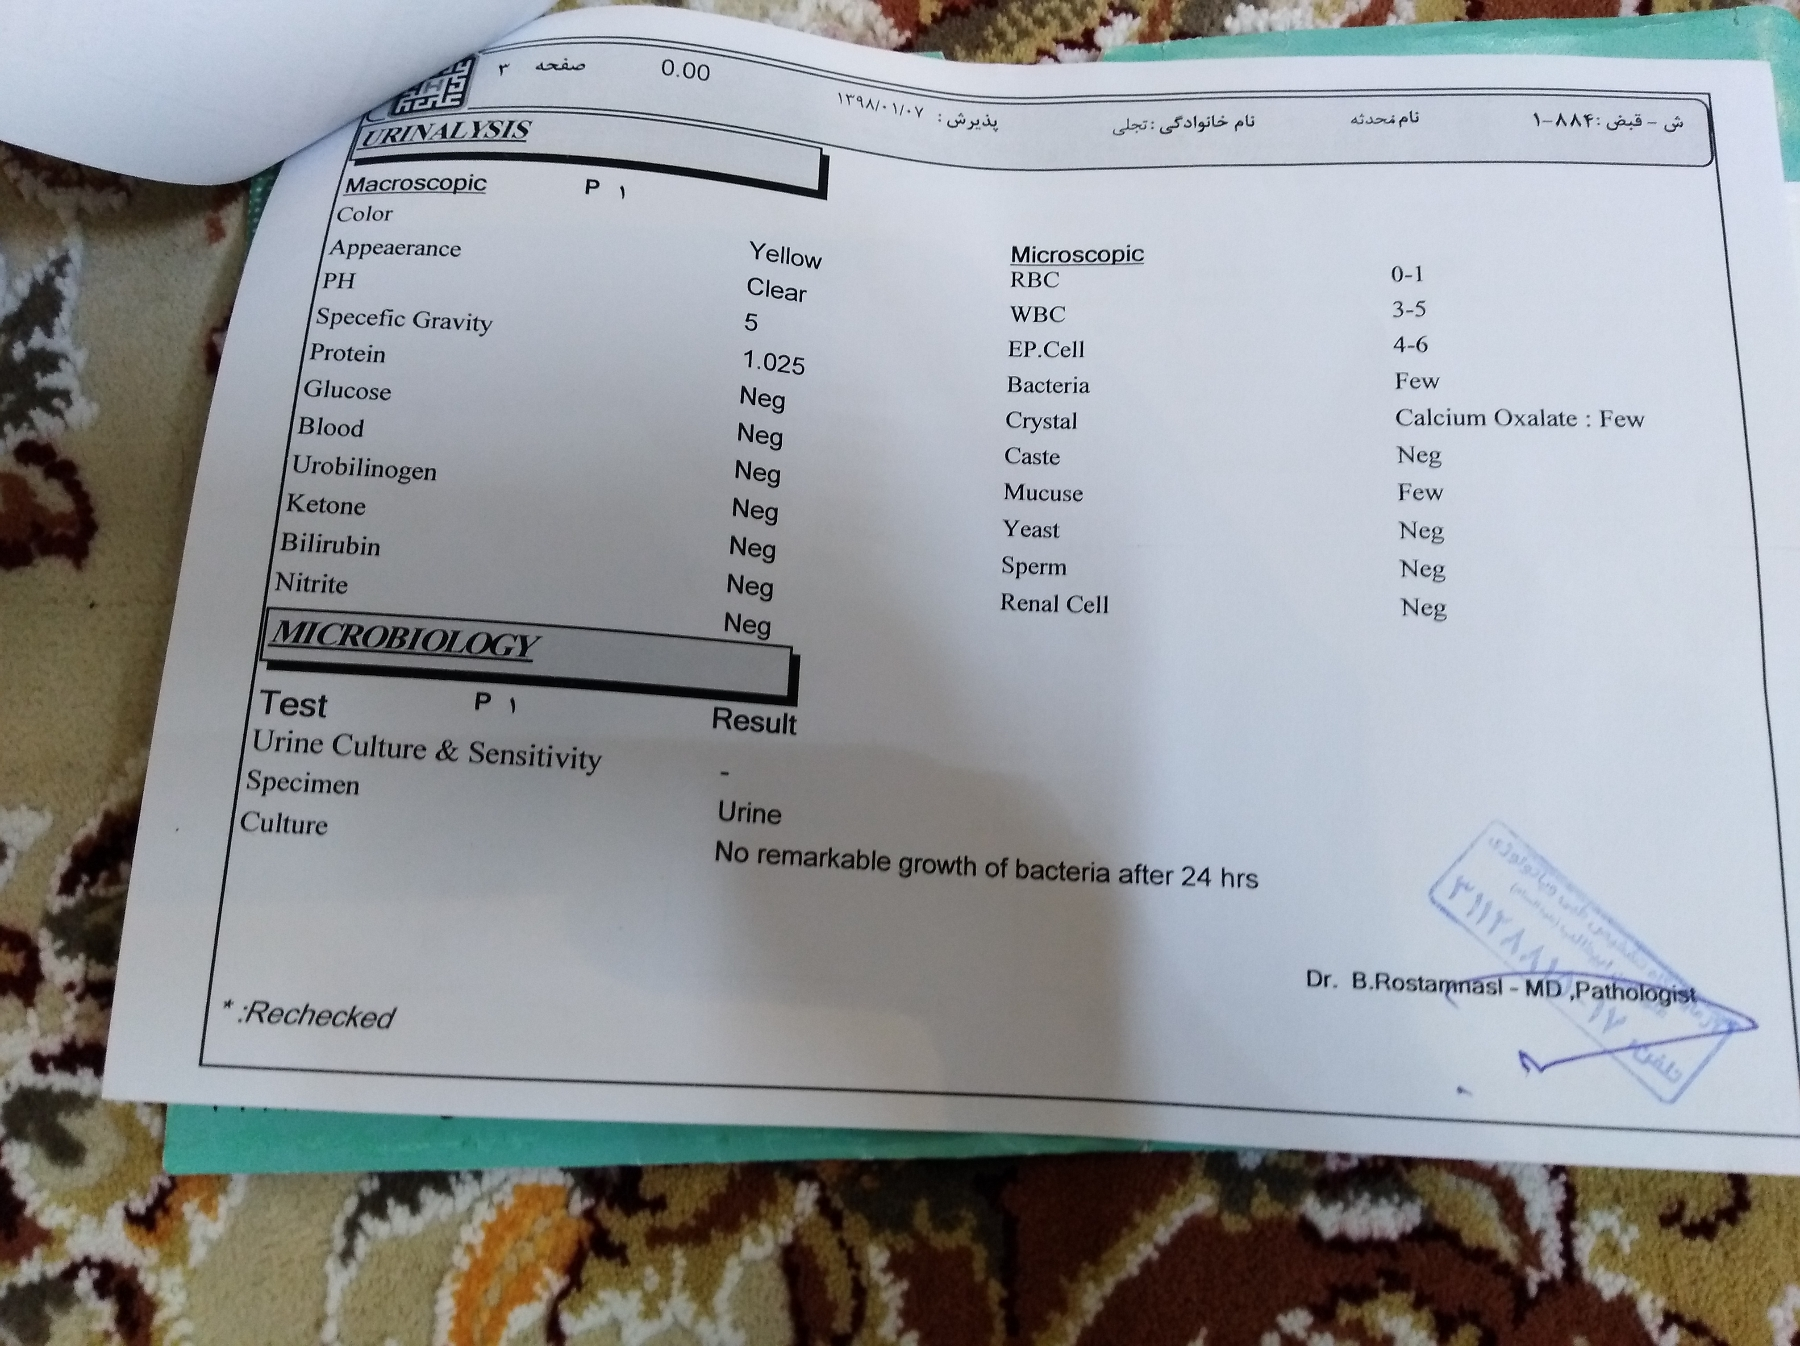 صفحه ۳ 0.00
ش - قبض :۸۸۴-۱ نام :محدثه نام خانوادگی :تجلی پذیرش : ۱۳۹۸/۰۱/۰۷
URINALYSIS
Macroscopic P ۱
Color Yellow
Appeaerance Clear
PH 5
Specefic Gravity 1.025
Protein Neg
Glucose Neg
Blood Neg
Urobilinogen Neg
Ketone Neg
Bilirubin Neg
Nitrite Neg
Microscopic
RBC 0-1
WBC 3-5
EP.Cell 4-6
Bacteria Few
Crystal Calcium Oxalate : Few
Caste Neg
Mucuse Few
Yeast Neg
Sperm Neg
Renal Cell Neg
MICROBIOLOGY
Test P ۱ Result
Urine Culture & Sensitivity -
Specimen Urine
Culture No remarkable growth of bacteria after 24 hrs
Dr. B.Rostamnasl - MD ,Pathologist
* :Rechecked
تلفن: